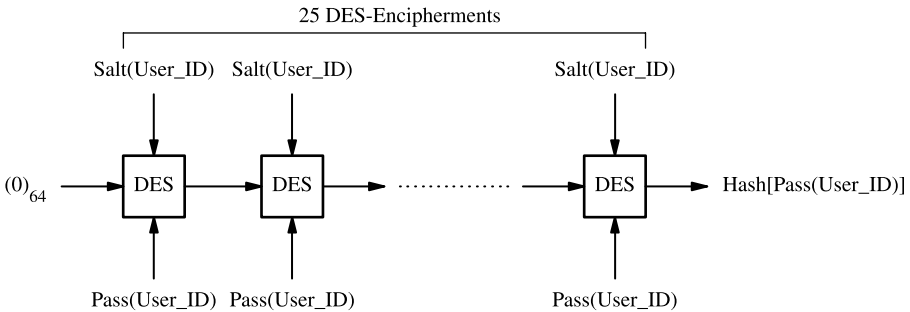 25 DES-Encipherments
Salt(User_ID) Salt(User_ID) Salt(User_ID)
(0)64 DES DES DES Hash[Pass(User_ID)]
Pass(User_ID) Pass(User_ID) Pass(User_ID)